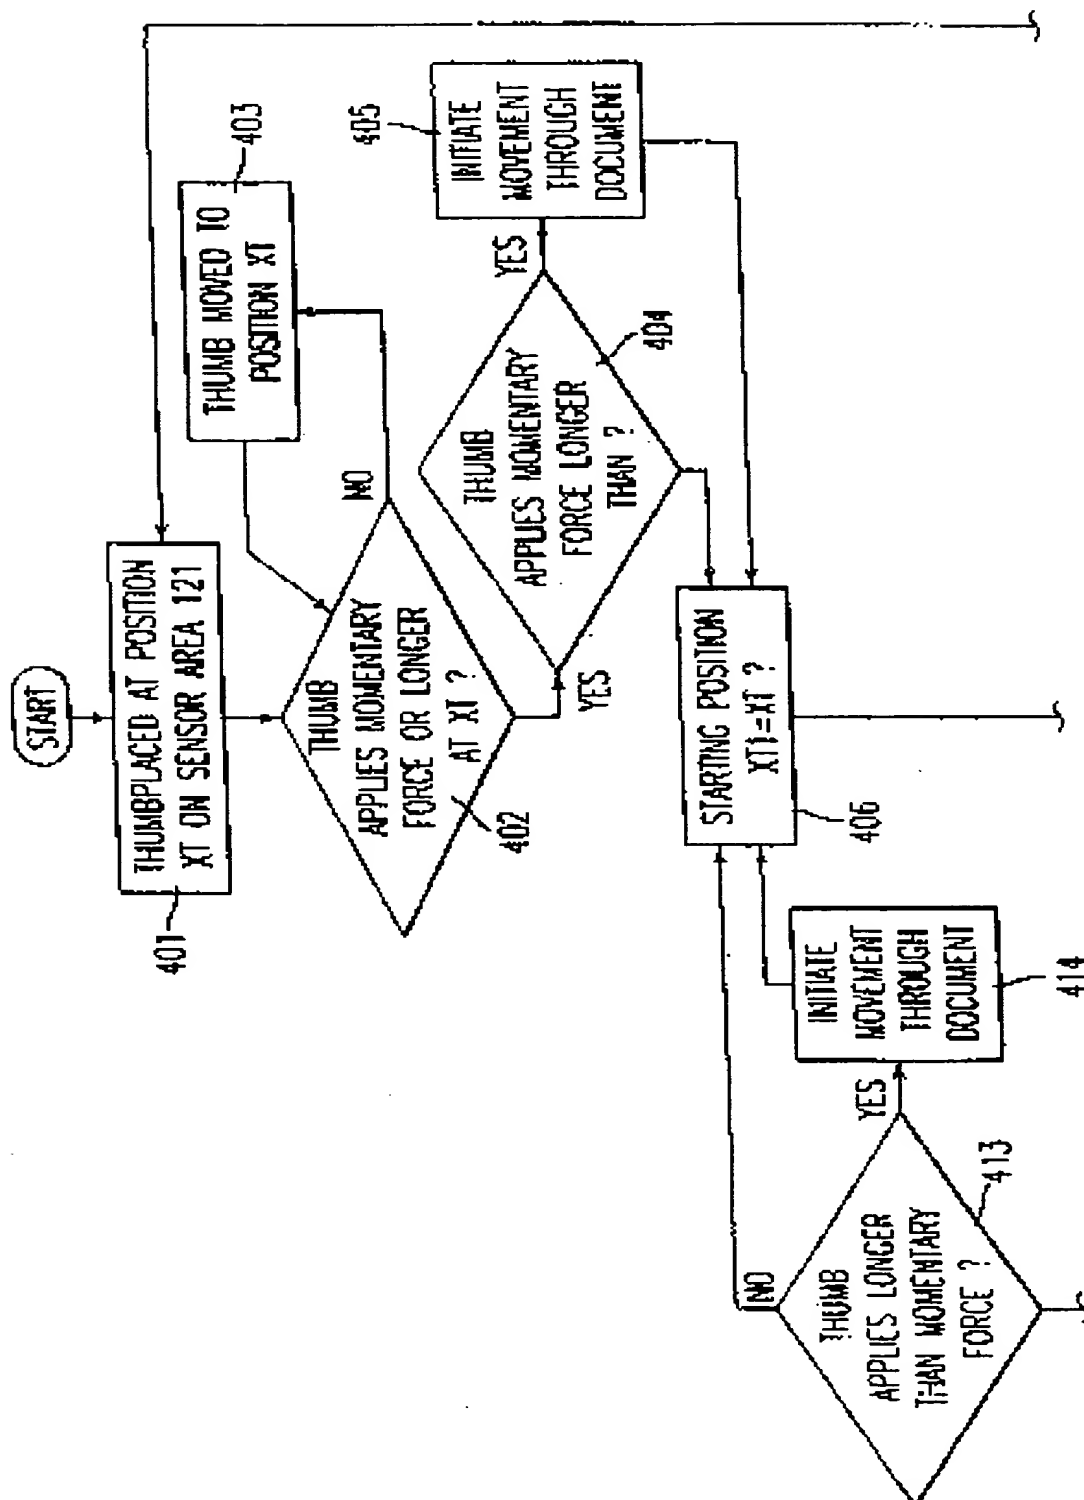 START
THUMBPLACED AT POSITION
XT ON SENSOR AREA 121
401
THUMB
APPLIES MOMENTARY
FORCE OR LONGER
AT XT ?
402
NO
THUMB MOVED TO
POSITION XT
403
YES
THUMB
APPLIES MOMENTARY
FORCE LONGER
THAN ?
404
YES
INITIATE
MOVEMENT
THROUGH
DOCUMENT
405
STARTING POSITION
XT1=XT ?
406
THUMB
APPLIES LONGER
THAN MOMENTARY
FORCE ?
413
NO
YES
INITIATE
MOVEMENT
THROUGH
DOCUMENT
414